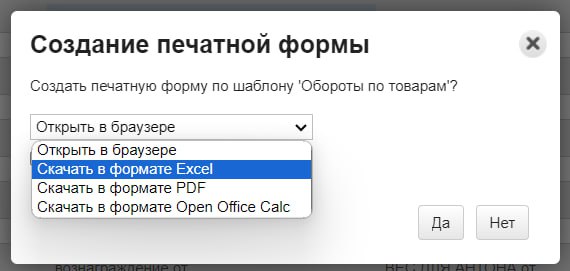 Создание печатной формы
Создать печатную форму по шаблону 'Обороты по товарам'?
Открыть в браузере
Открыть в браузере
Скачать в формате Excel
Скачать в формате PDF
Скачать в формате Open Office Calc
Да Нет
вознаграждение от ВЕС ДЛЯ АНТОНА от